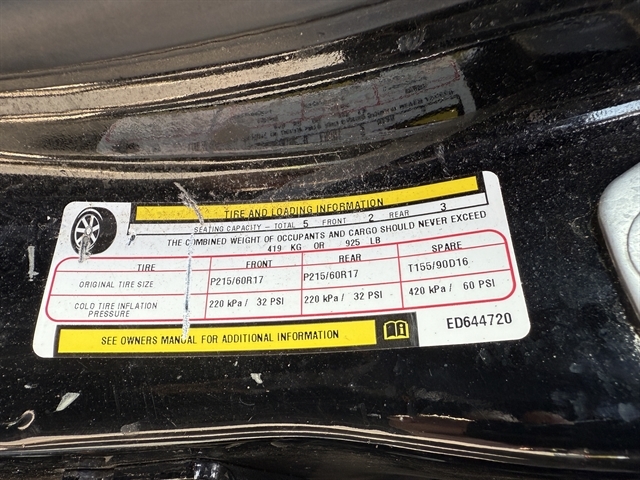 TIRE AND LOADING INFORMATION
SEATING CAPACITY - TOTAL 5 FRONT 2 REAR 3
THE COMBINED WEIGHT OF OCCUPANTS AND CARGO SHOULD NEVER EXCEED
419 KG OR 925 LB
TIRE FRONT REAR SPARE
ORIGINAL TIRE SIZE P215/60R17 P215/60R17 T155/90D16
COLD TIRE INFLATION PRESSURE 220 kPa / 32 PSI 220 kPa / 32 PSI 420 kPa / 60 PSI
SEE OWNERS MANUAL FOR ADDITIONAL INFORMATION
ED644720